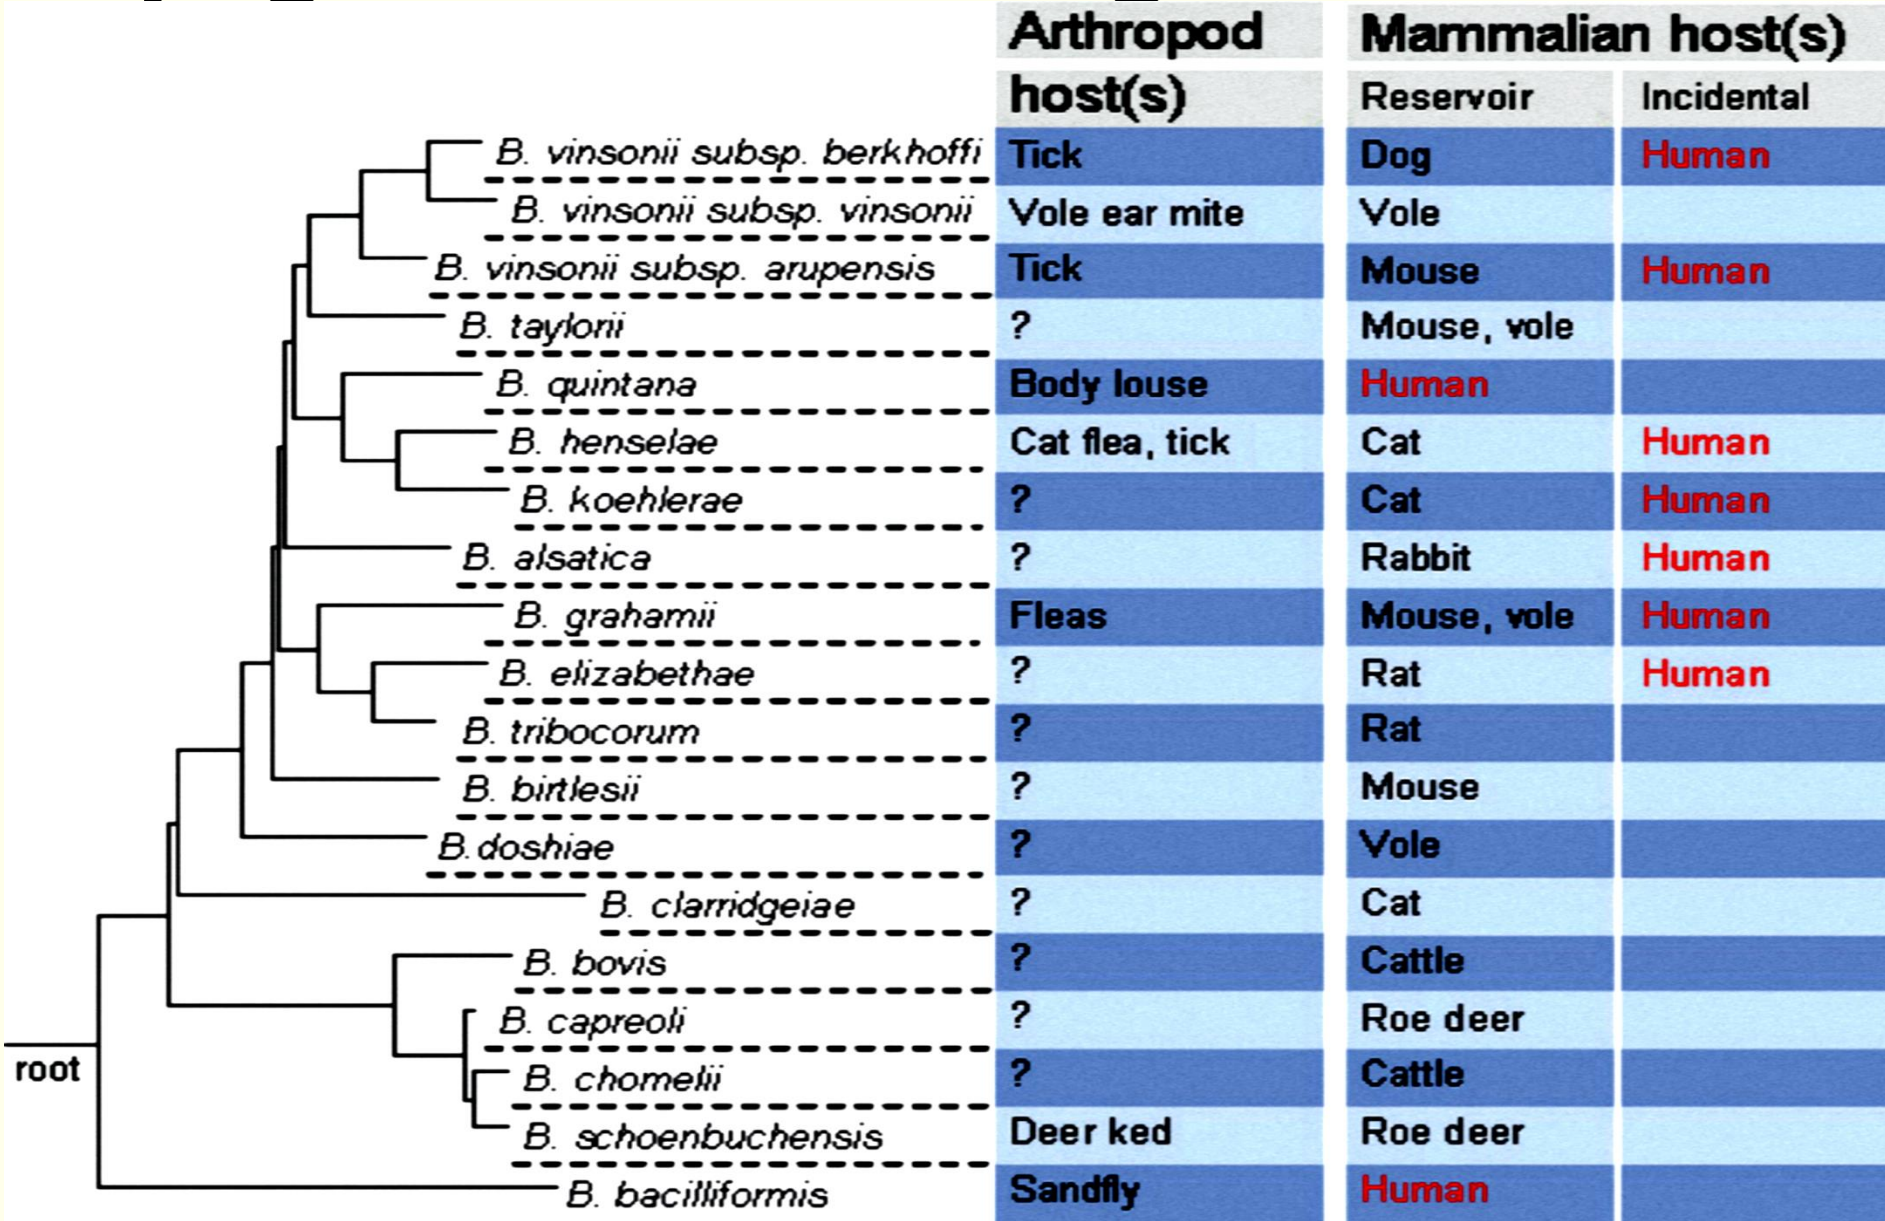 Arthropod host(s) Mammalian host(s)
Reservoir Incidental
B. vinsonii subsp. berkhoffi Tick Dog Human
B. vinsonii subsp. vinsonii Vole ear mite Vole
B. vinsonii subsp. arupensis Tick Mouse Human
B. taylorii ? Mouse, vole
B. quintana Body louse Human
B. henselae Cat flea, tick Cat Human
B. koehlerae ? Cat Human
B. alsatica ? Rabbit Human
B. grahamii Fleas Mouse, vole Human
B. elizabethae ? Rat Human
B. tribocorum ? Rat
B. birtlesii ? Mouse
B.doshiae ? Vole
B. clarridgeiae ? Cat
B. bovis ? Cattle
B. capreoli ? Roe deer
root
B. chomelii ? Cattle
B. schoenbuchensis Deer ked Roe deer
B. bacilliformis Sandfly Human